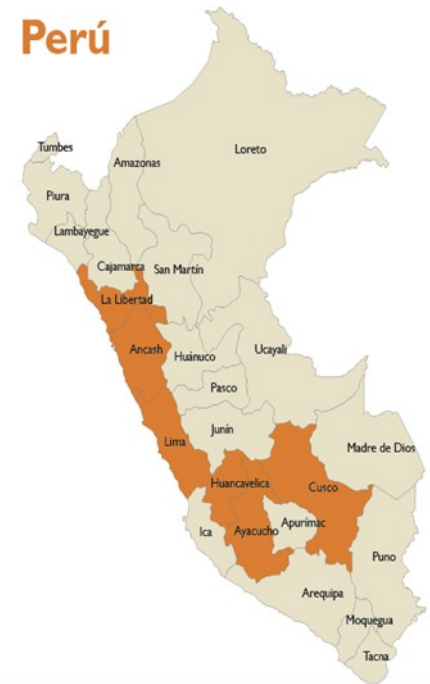 Perú
Tumbes
Amazonas
Loreto
Piura
Lambayeque
Cajamarca
San Martín
La Libertad
Ancash
Huánuco
Ucayali
Pasco
Junín
Lima
Madre de Dios
Huancavelica
Cusco
Ica
Ayacucho
Apurímac
Puno
Arequipa
Moquegua
Tacna